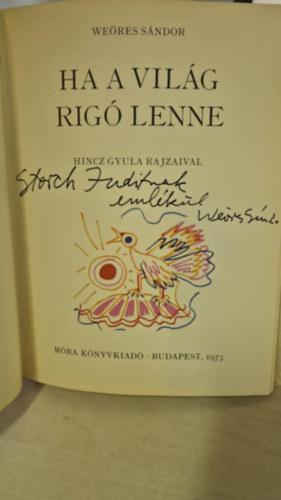 WEÖRES SÁNDOR
HA A VILÁG
RIGÓ LENNE
HINCZ GYULA RAJZAIVAL
Storch Juditnak
emlékül
Weöres Sándor
MÓRA KÖNYVKIADÓ · BUDAPEST, 1973